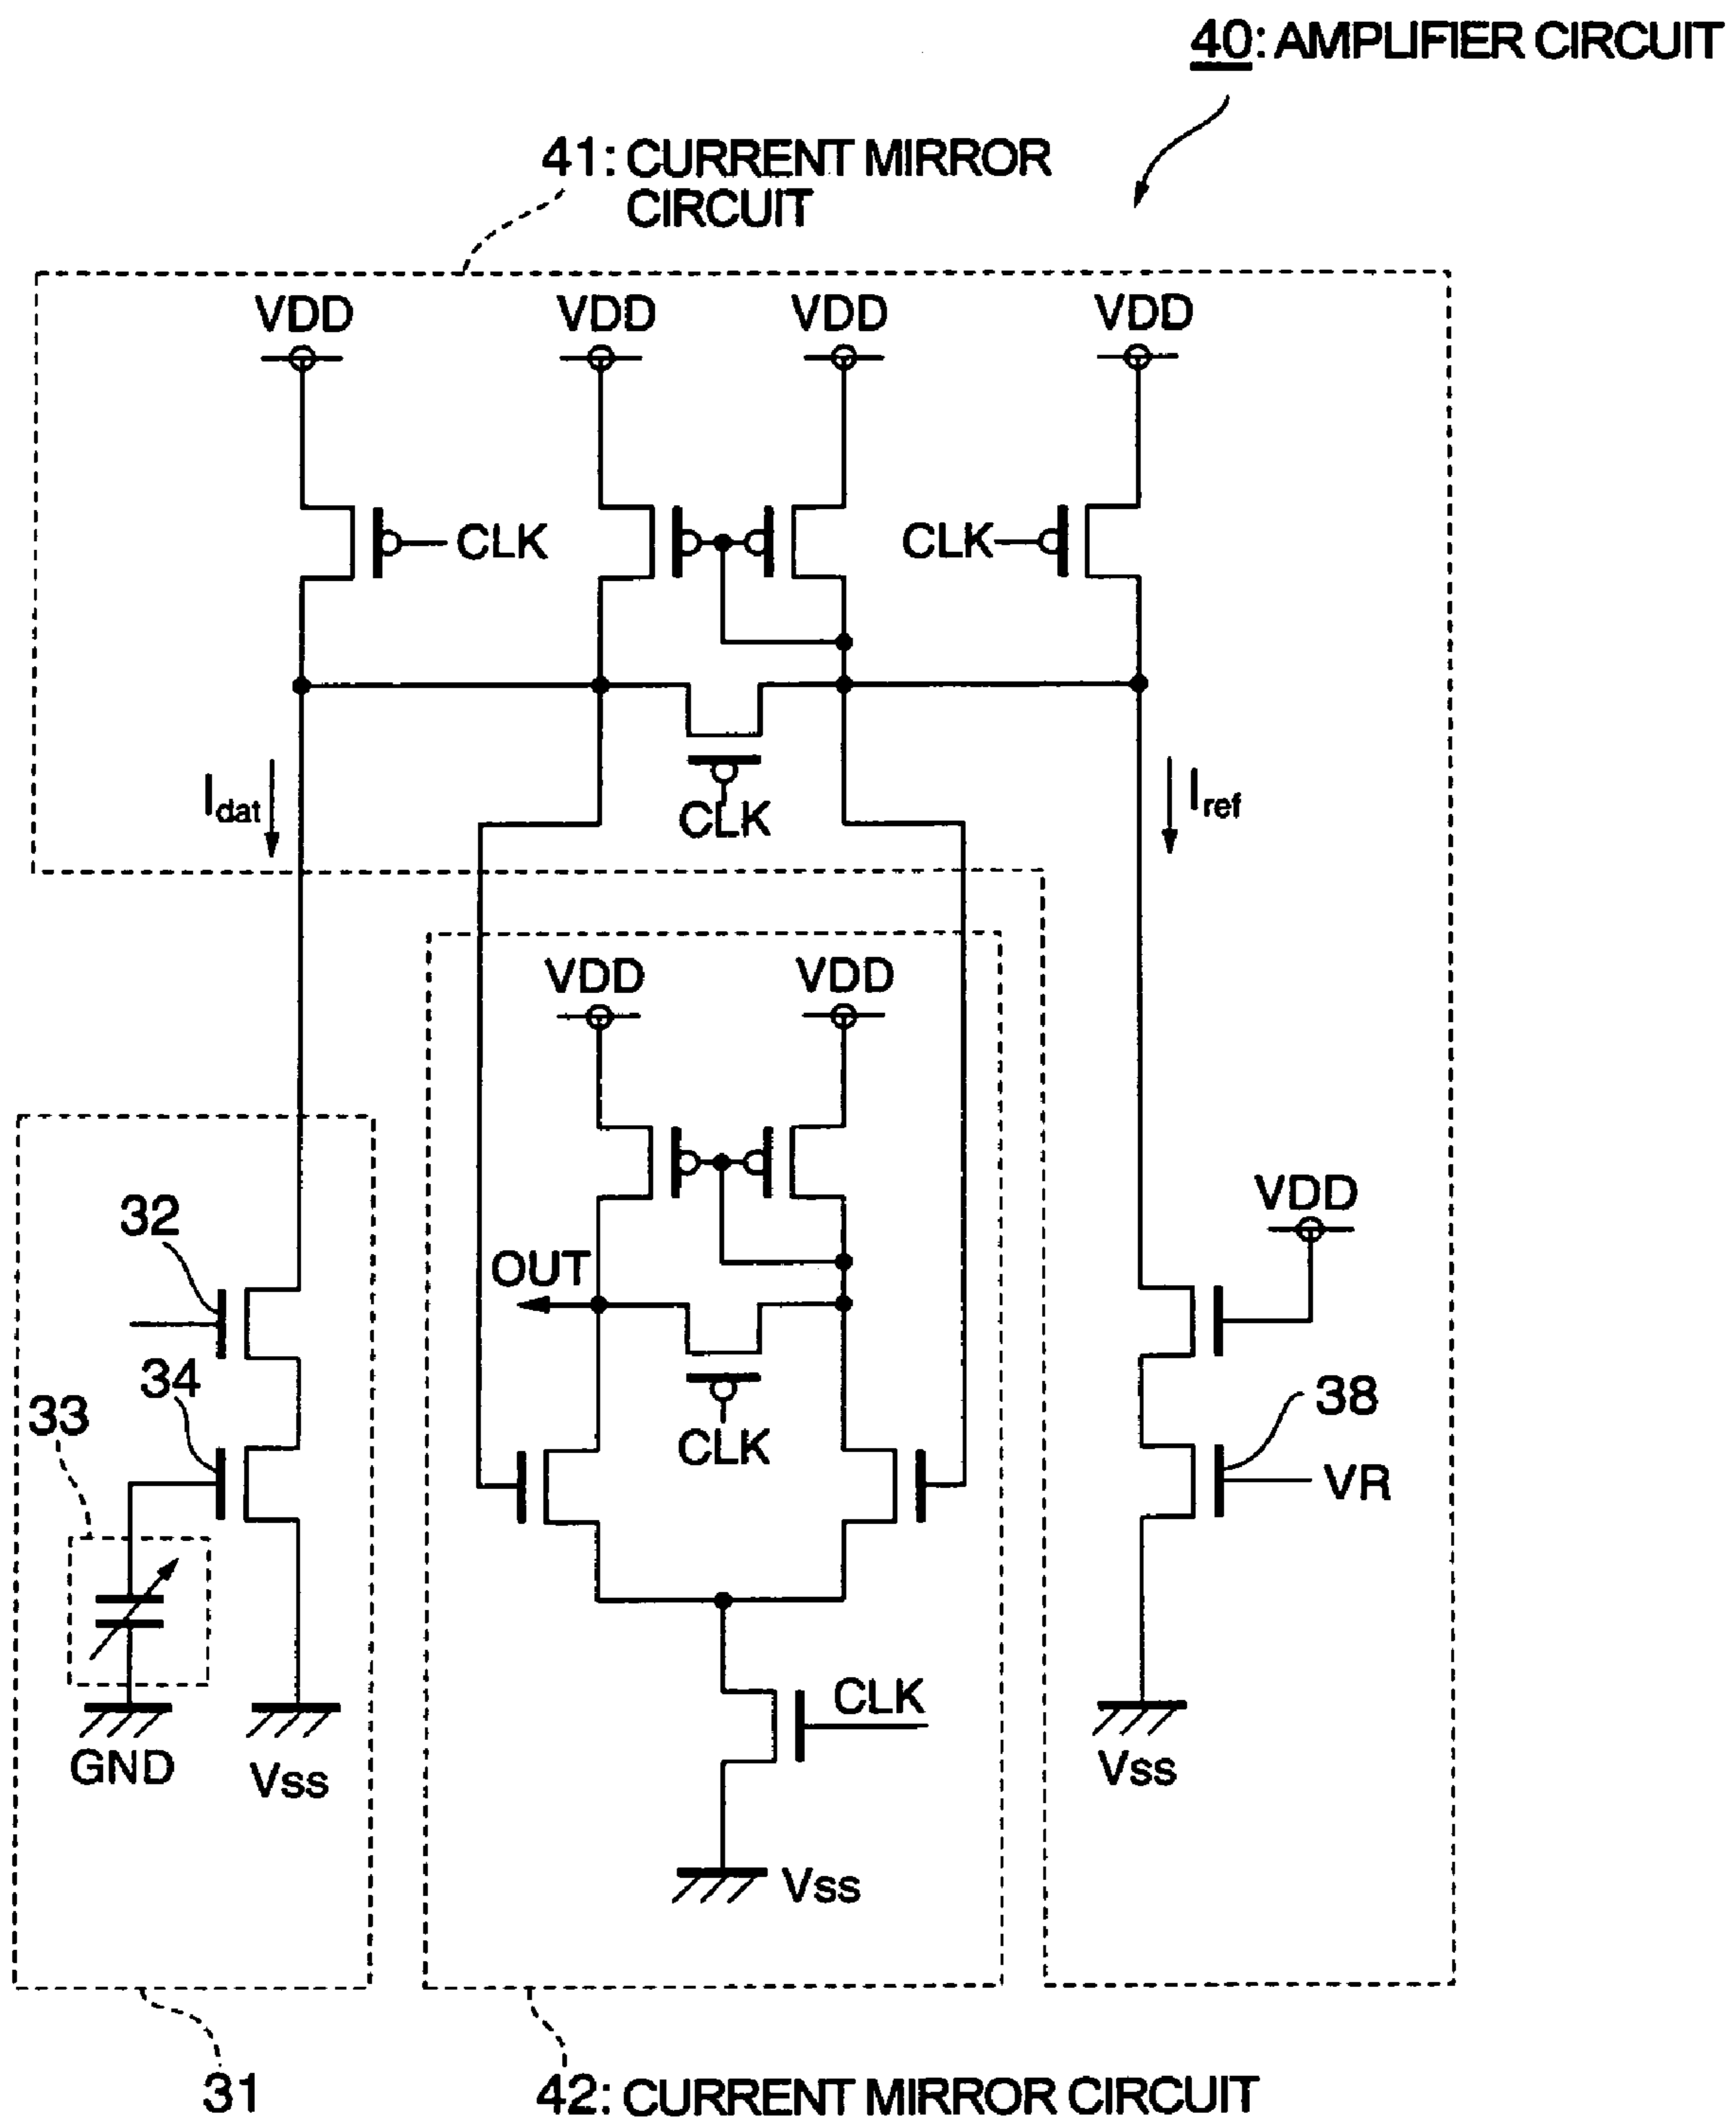 40: AMPLIFIER CIRCUIT
41: CURRENT MIRROR
CIRCUIT
VDD VDD VDD VDD
CLK CLK
Idat CLK Iref
VDD VDD
VDD
32
OUT
34 38
33 CLK
VR
CLK
GND Vss Vss
Vss
31 42: CURRENT MIRROR CIRCUIT